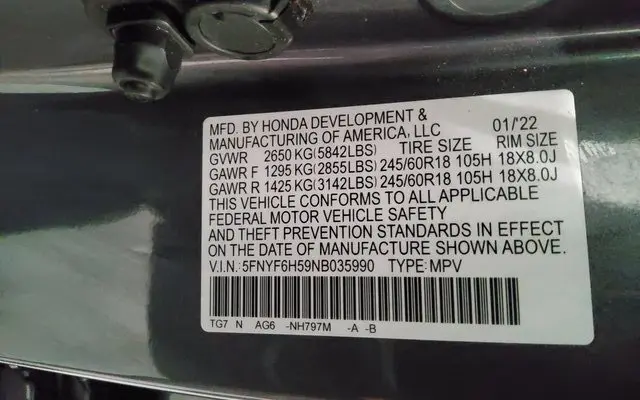 MFD. BY HONDA DEVELOPMENT &
MANUFACTURING OF AMERICA, LLC 01/'22
GVWR 2650 KG(5842LBS) TIRE SIZE RIM SIZE
GAWR F 1295 KG(2855LBS) 245/60R18 105H 18X8.0J
GAWR R 1425 KG(3142LBS) 245/60R18 105H 18X8.0J
THIS VEHICLE CONFORMS TO ALL APPLICABLE
FEDERAL MOTOR VEHICLE SAFETY
AND THEFT PREVENTION STANDARDS IN EFFECT
ON THE DATE OF MANUFACTURE SHOWN ABOVE.
V.I.N.: 5FNYF6H59NB035990 TYPE: MPV
TG7 N AG6 -NH797M -A -B